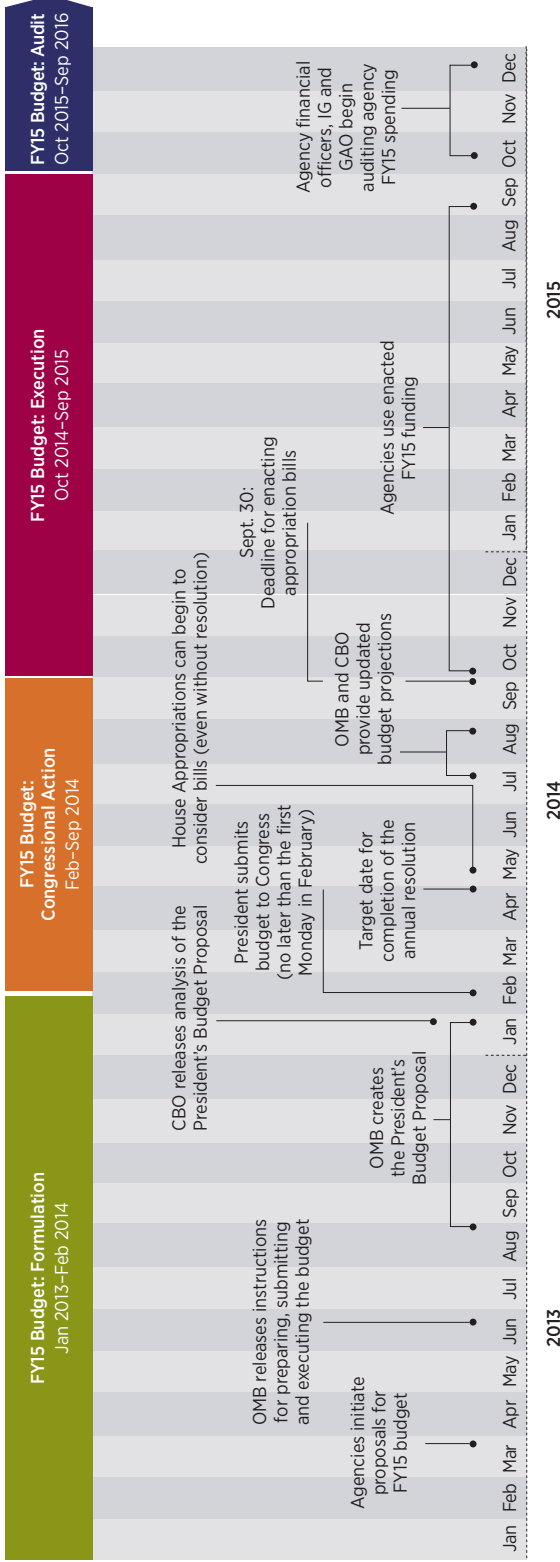 FY15 Budget: Formulation
Jan 2013–Feb 2014
FY15 Budget:
Congressional Action
Feb–Sep 2014
FY15 Budget: Execution
Oct 2014–Sep 2015
FY15 Budget: Audit
Oct 2015–Sep 2016
Agencies initiate
proposals for
FY15 budget
OMB releases instructions
for preparing, submitting
and executing the budget
OMB creates
the President's
Budget Proposal
CBO releases analysis of the
President's Budget Proposal
President submits
budget to Congress
(no later than the first
Monday in February)
Target date for
completion of the
annual resolution
House Appropriations can begin to
consider bills (even without resolution)
OMB and CBO
provide updated
budget projections
Sept. 30:
Deadline for enacting
appropriation bills
Agencies use enacted
FY15 funding
Agency financial
officers, IG and
GAO begin
auditing agency
FY15 spending
Jan Feb Mar Apr May Jun Jul Aug Sep Oct Nov Dec Jan Feb Mar Apr May Jun Jul Aug Sep Oct Nov Dec Jan Feb Mar Apr May Jun Jul Aug Sep Oct Nov Dec
2013 2014 2015